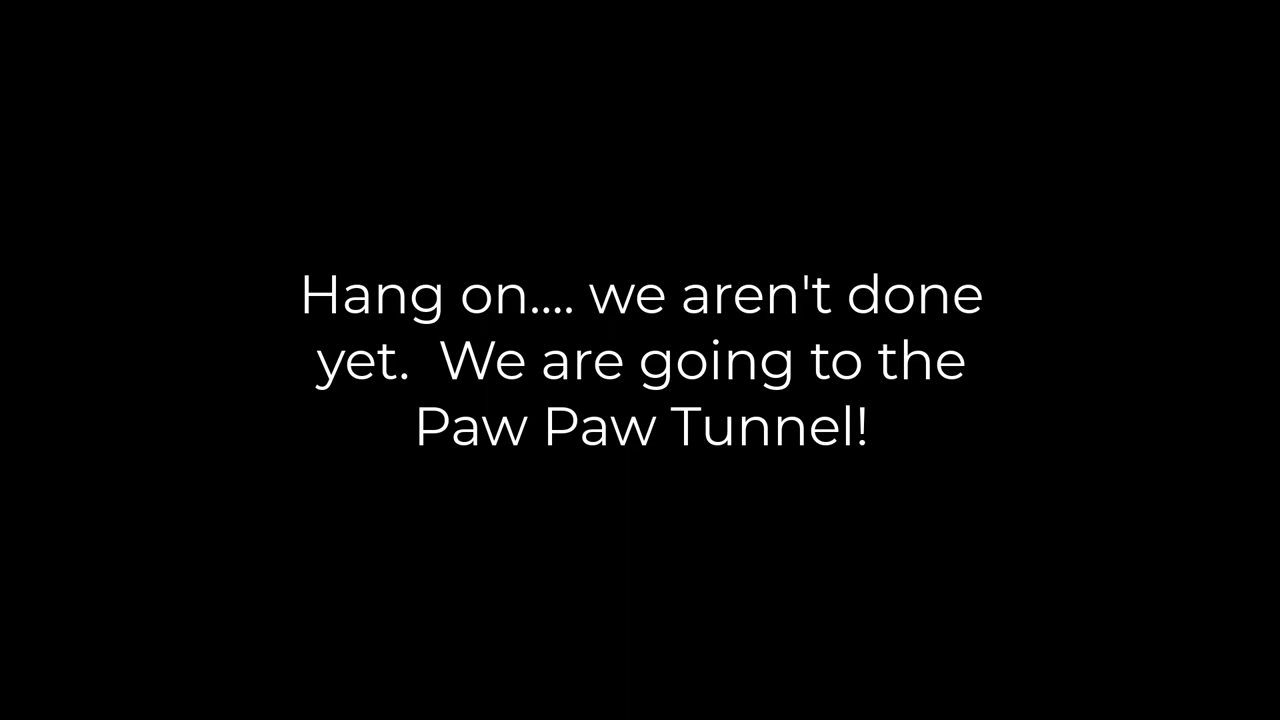 Hang on.... we aren't done
yet.  We are going to the
Paw Paw Tunnel!